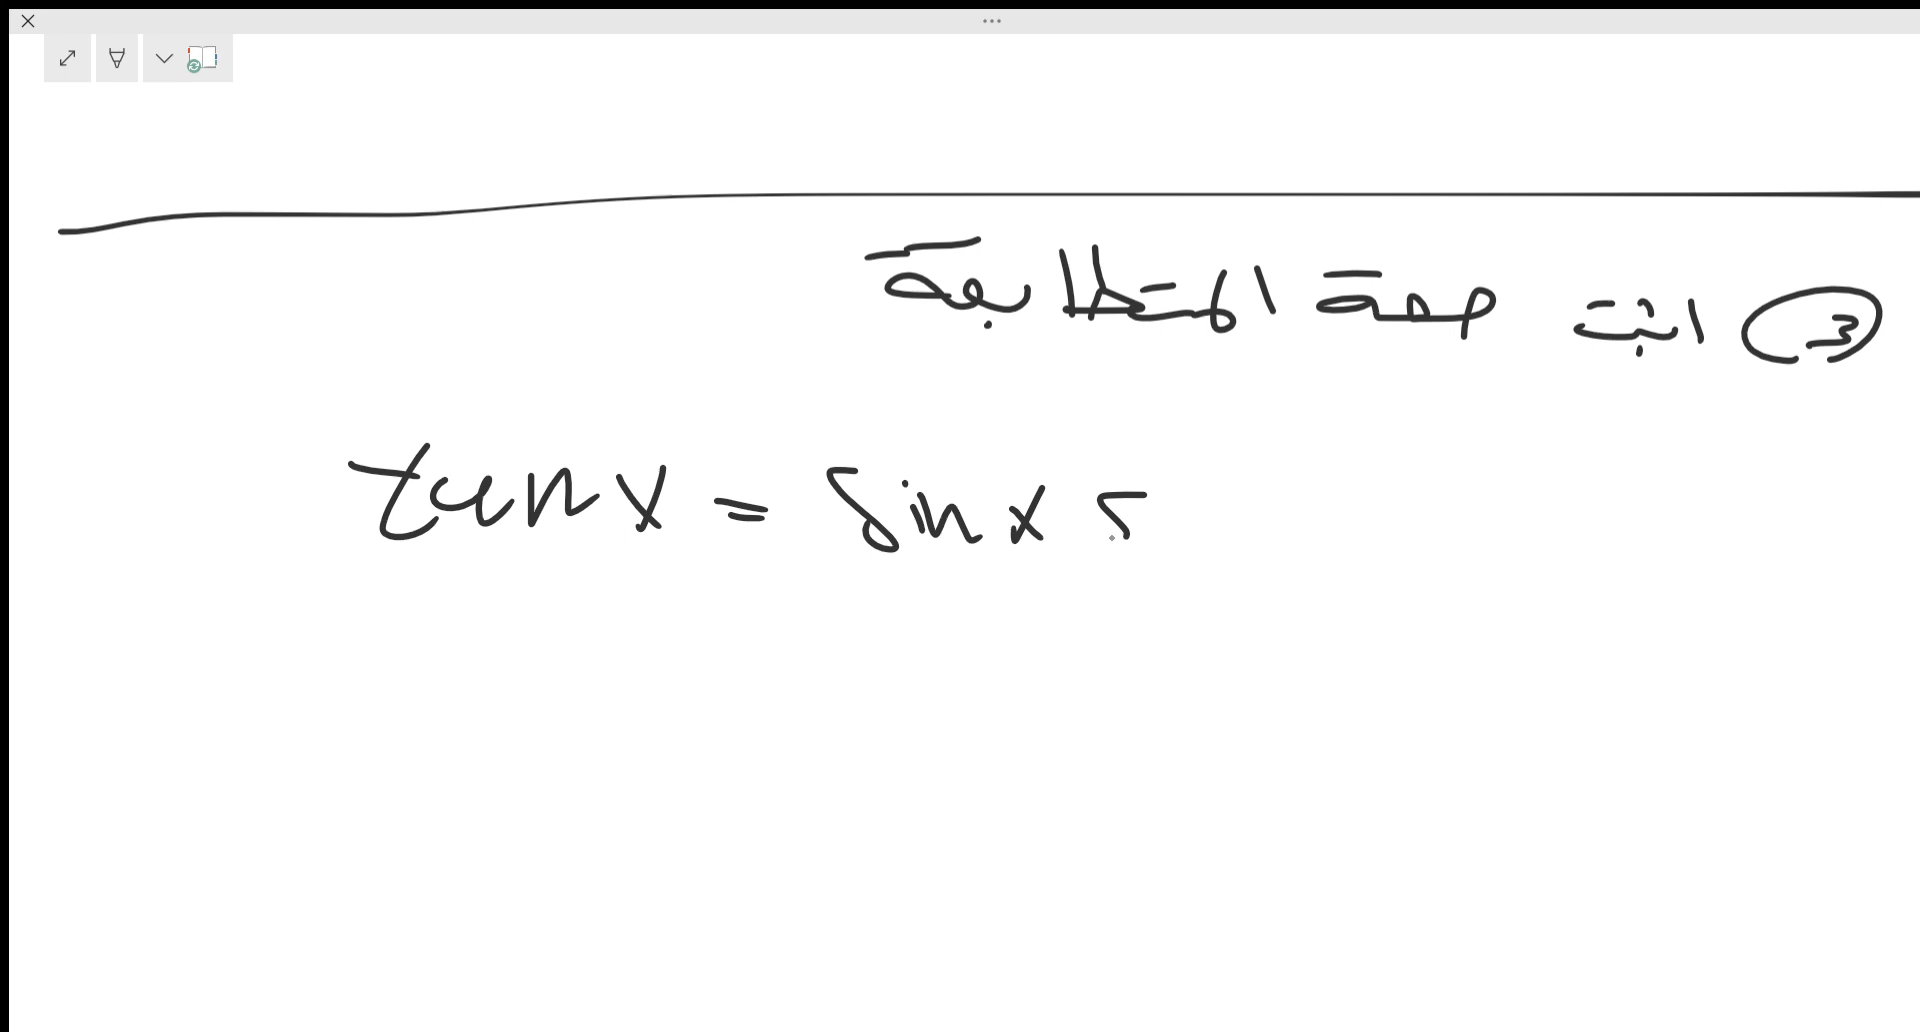 ③ اثبت صحة المتطابقة
tan x = sin x s